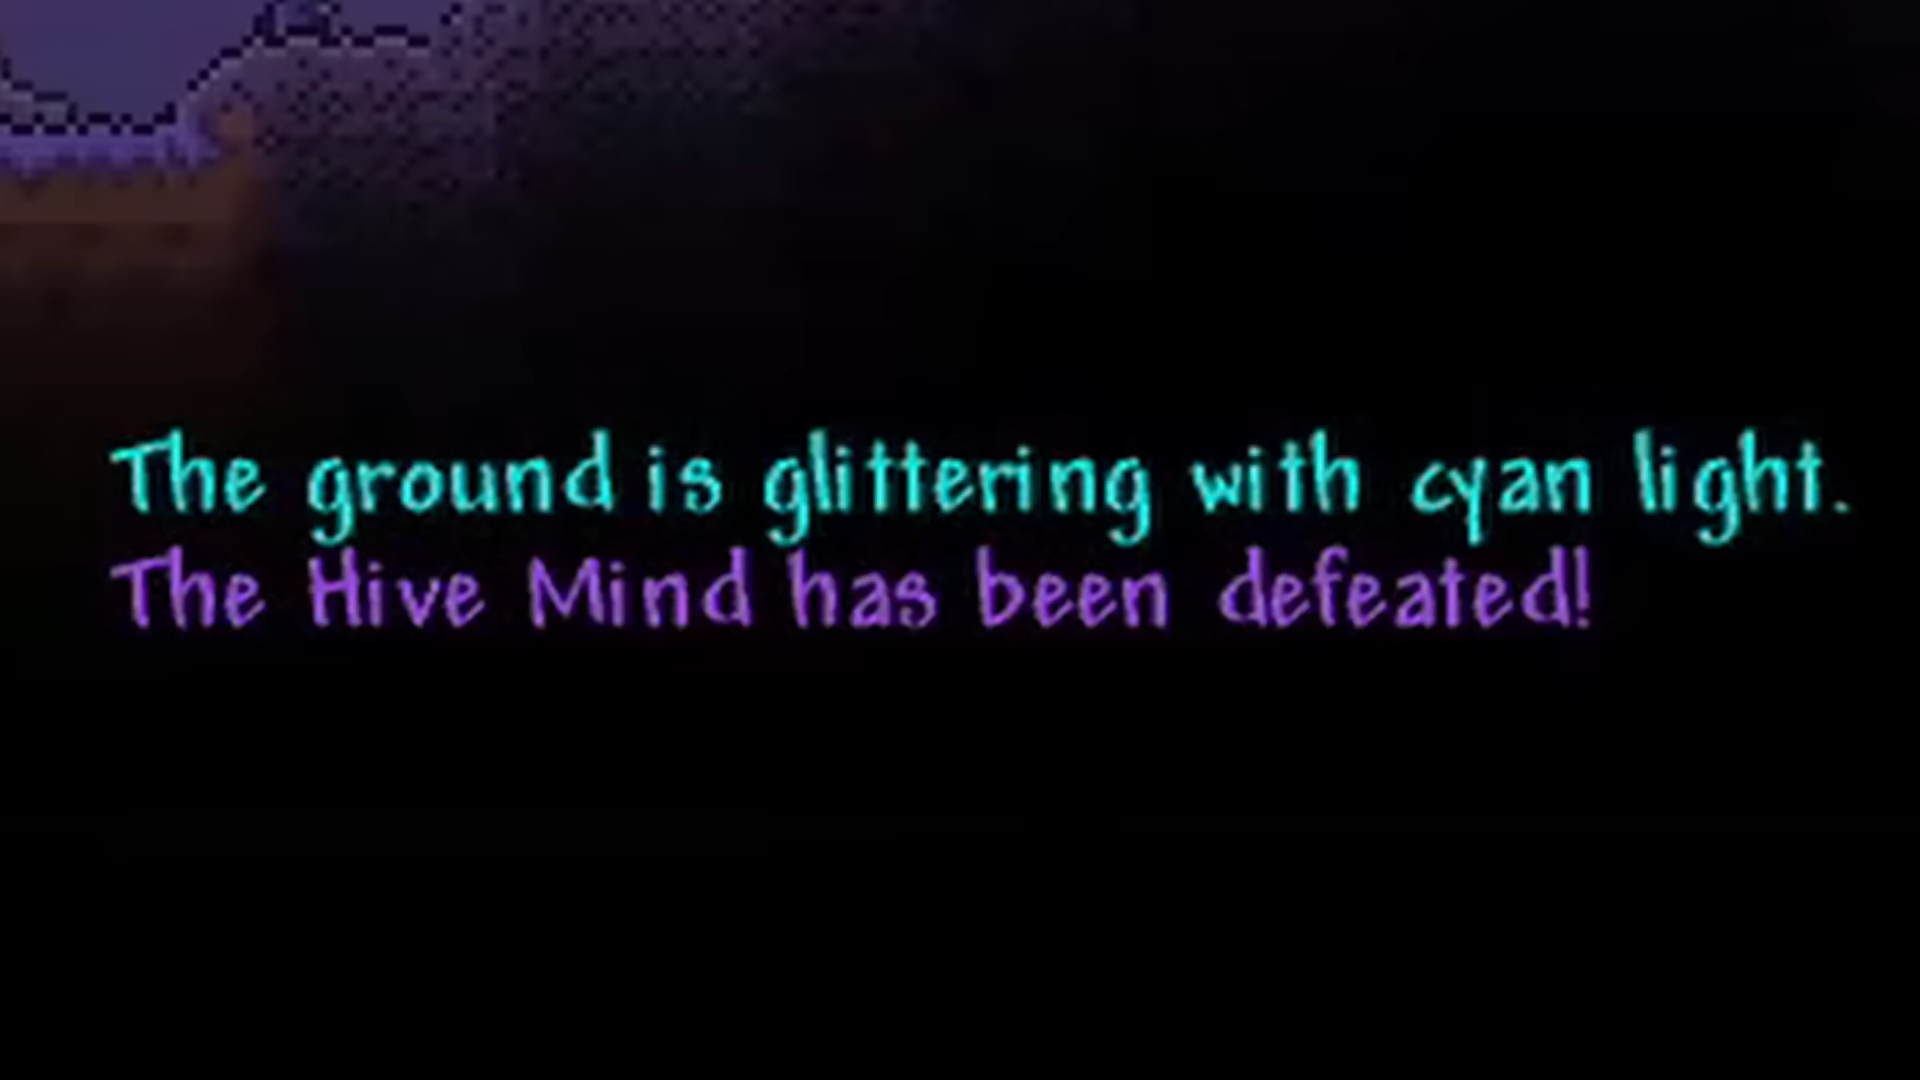 The ground is glittering with cyan light.
The Hive Mind has been defeated!